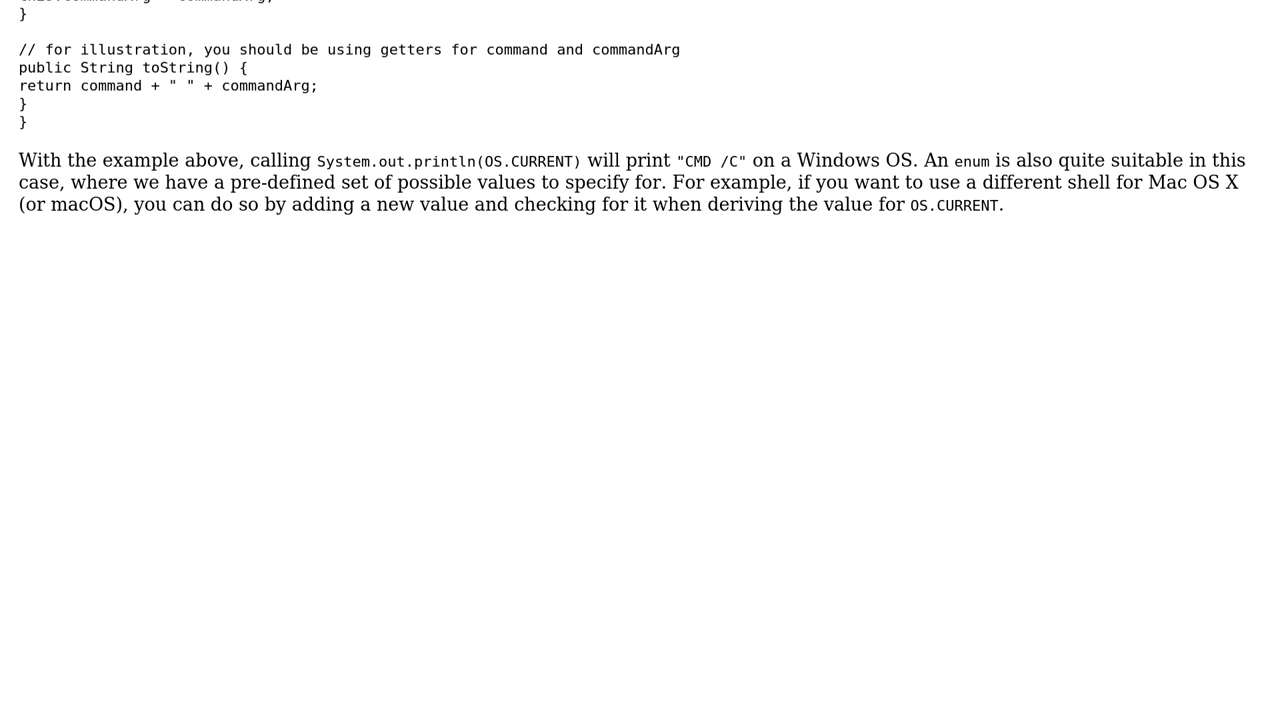 }
// for illustration, you should be using getters for command and commandArg
public String toString() {
return command + " " + commandArg;
}
}
With the example above, calling System.out.println(OS.CURRENT) will print "CMD /C" on a Windows OS. An enum is also quite suitable in this
case, where we have a pre-defined set of possible values to specify for. For example, if you want to use a different shell for Mac OS X
(or macOS), you can do so by adding a new value and checking for it when deriving the value for OS.CURRENT.